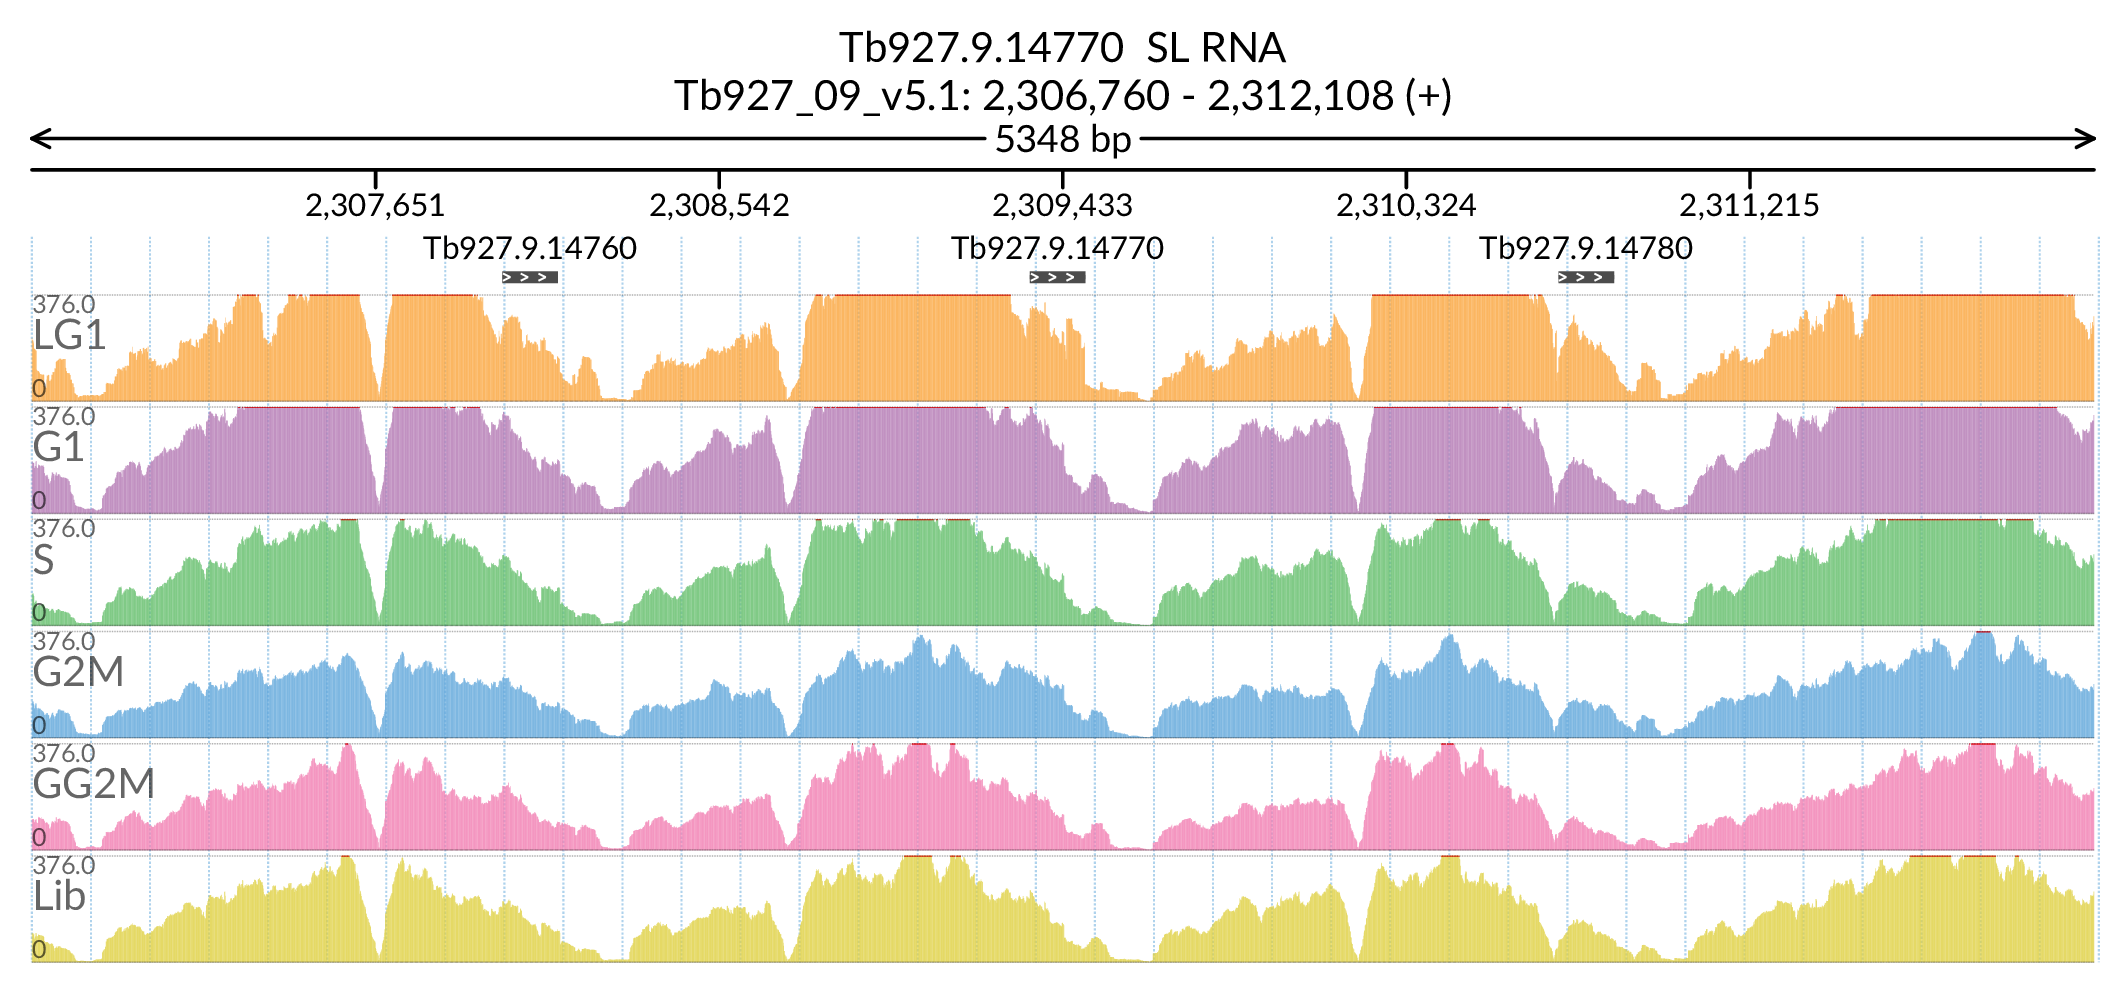 Tb927.9.14770  SL RNA
Tb927_09_v5.1: 2,306,760 - 2,312,108 (+)
5348 bp
2,307,651 2,308,542 2,309,433 2,310,324 2,311,215
Tb927.9.14760 Tb927.9.14770 Tb927.9.14780
376.0
LG1
0
376.0
G1
0
376.0
S
0
376.0
G2M
0
376.0
GG2M
0
376.0
Lib
0